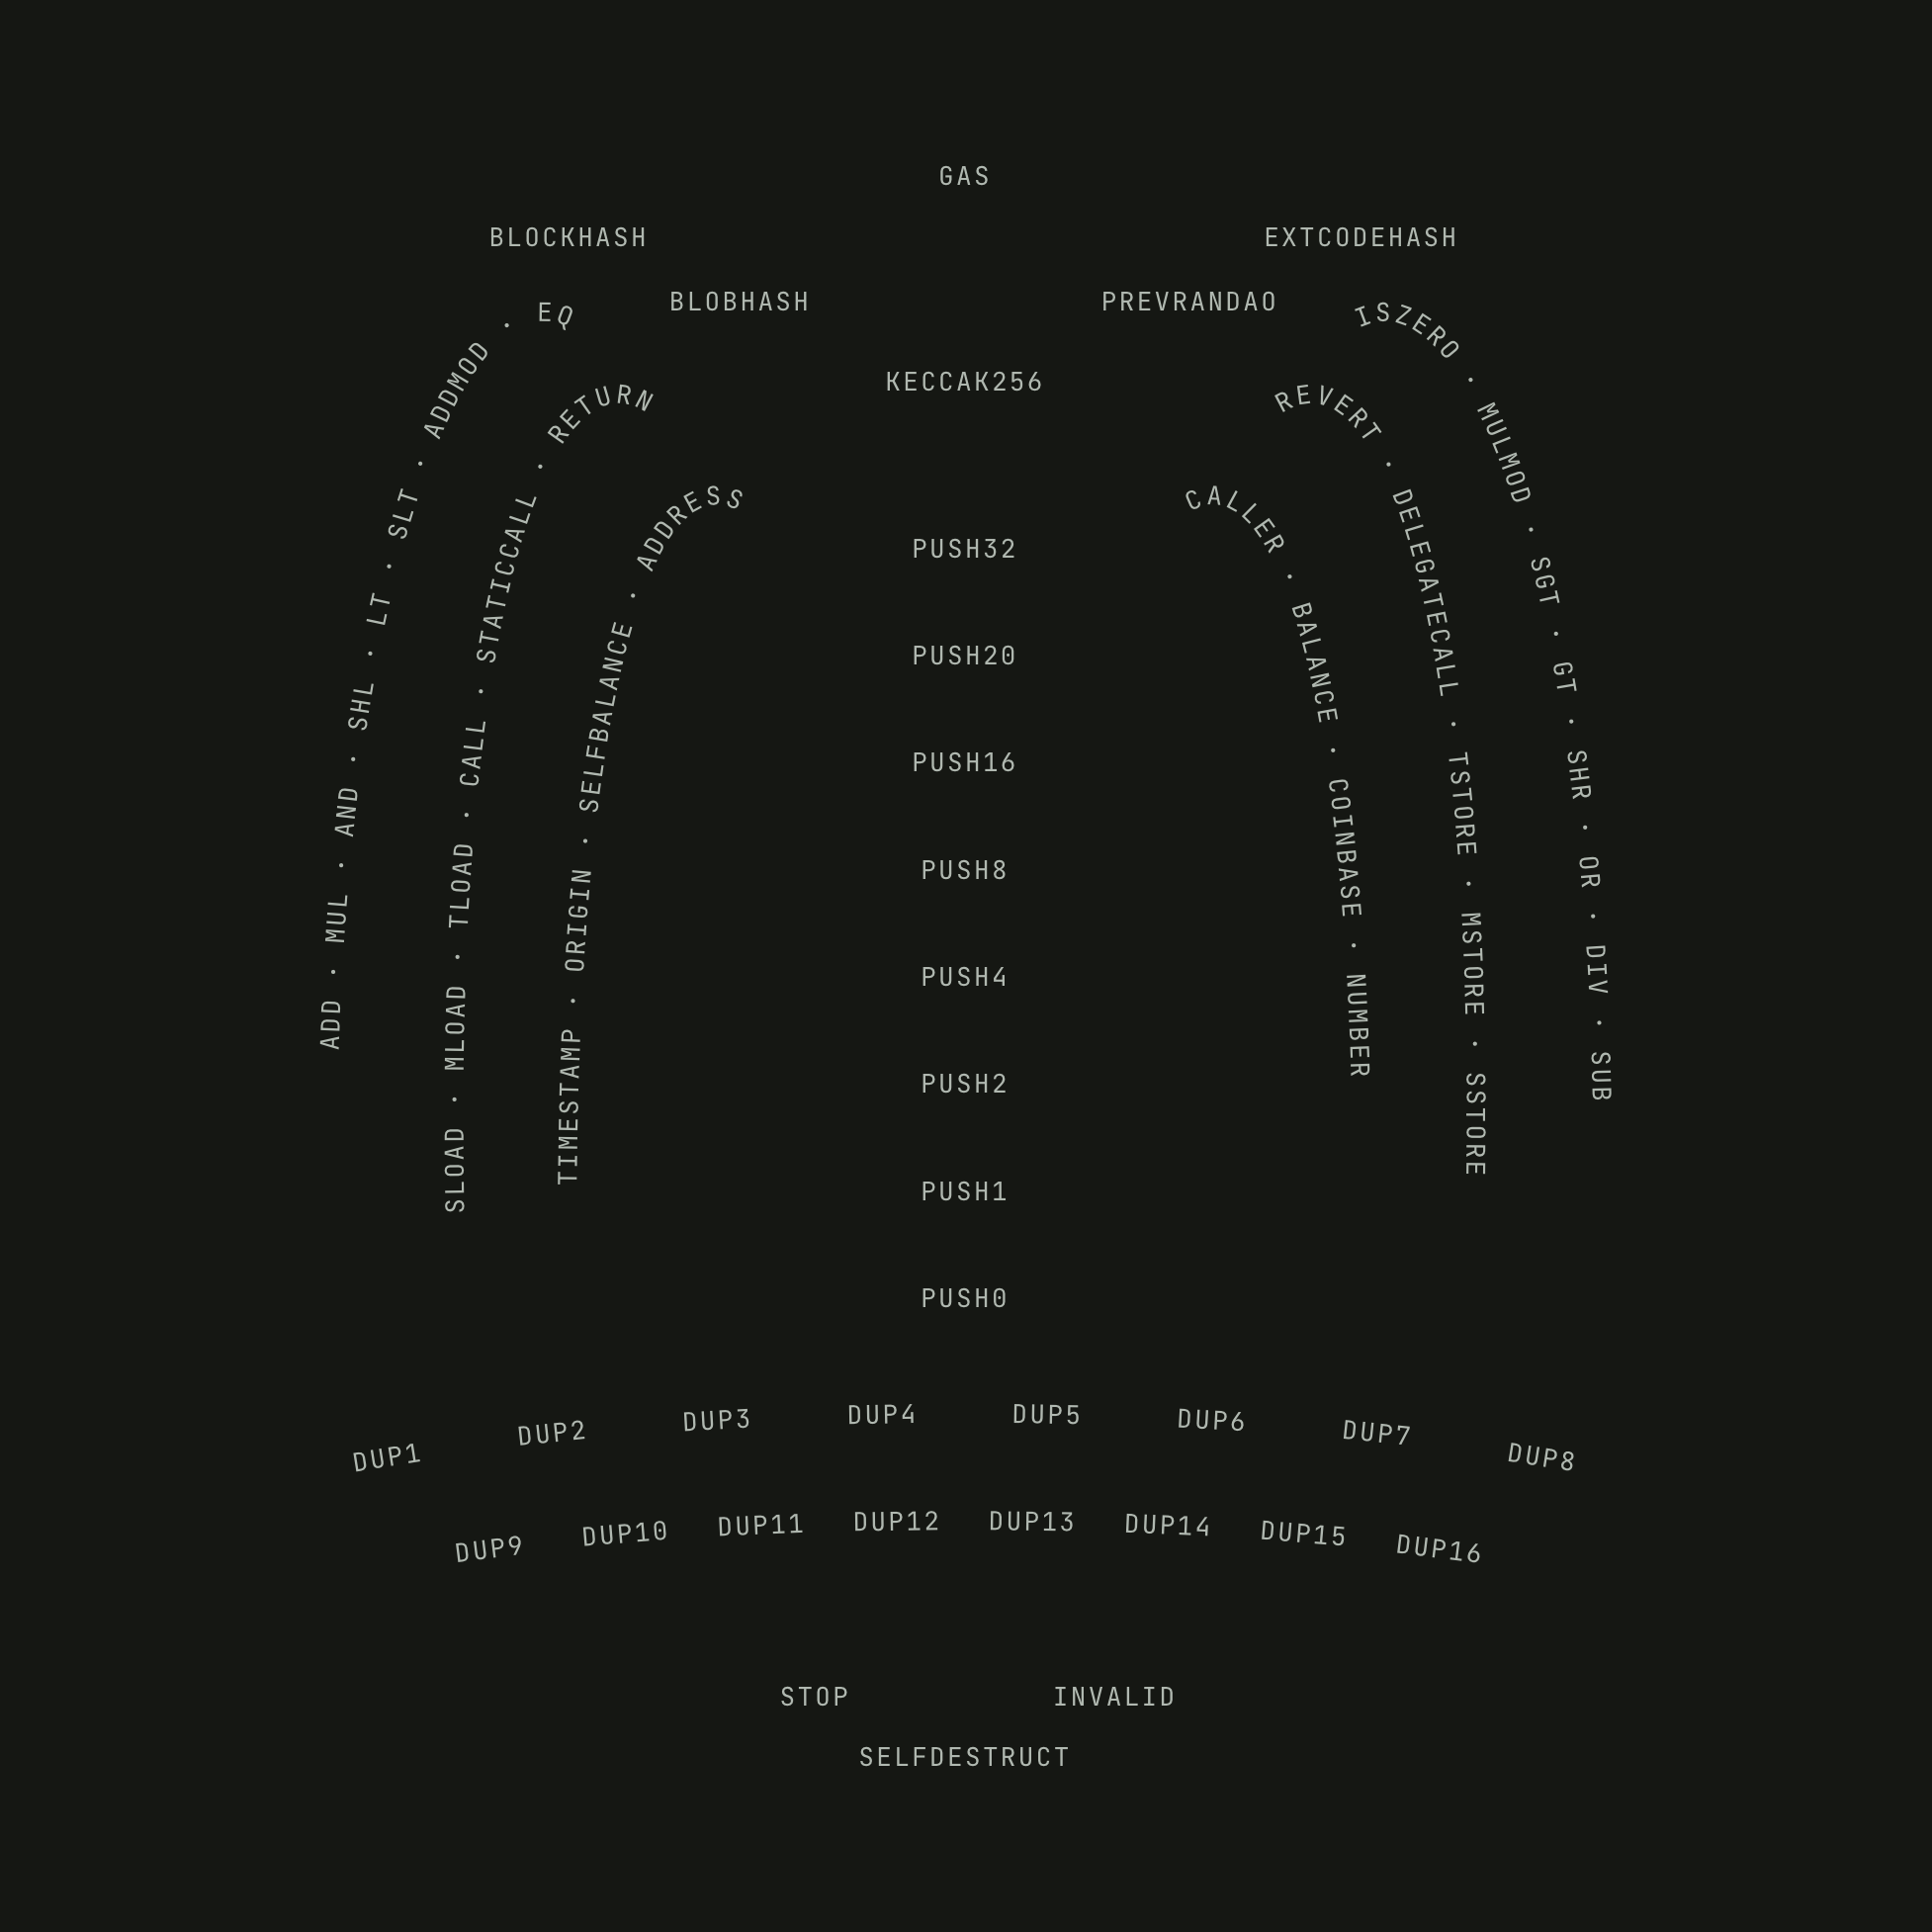 GAS
BLOCKHASH
EXTCODEHASH
BLOBHASH
PREVRANDAO
KECCAK256
ADD · MUL · AND · SHL · LT · SLT · ADDMOD · EQ
SLOAD · MLOAD · TLOAD · CALL · STATICCALL · RETURN
TIMESTAMP · ORIGIN · SELFBALANCE · ADDRESS
PUSH32
PUSH20
PUSH16
PUSH8
PUSH4
PUSH2
PUSH1
PUSH0
CALLER · BALANCE · COINBASE · NUMBER
REVERT · DELEGATECALL · TSTORE · MSTORE · SSTORE
ISZERO · MULMOD · SGT · GT · SHR · OR · DIV · SUB
DUP1 DUP2 DUP3 DUP4 DUP5 DUP6 DUP7 DUP8
DUP9 DUP10 DUP11 DUP12 DUP13 DUP14 DUP15 DUP16
STOP INVALID
SELFDESTRUCT